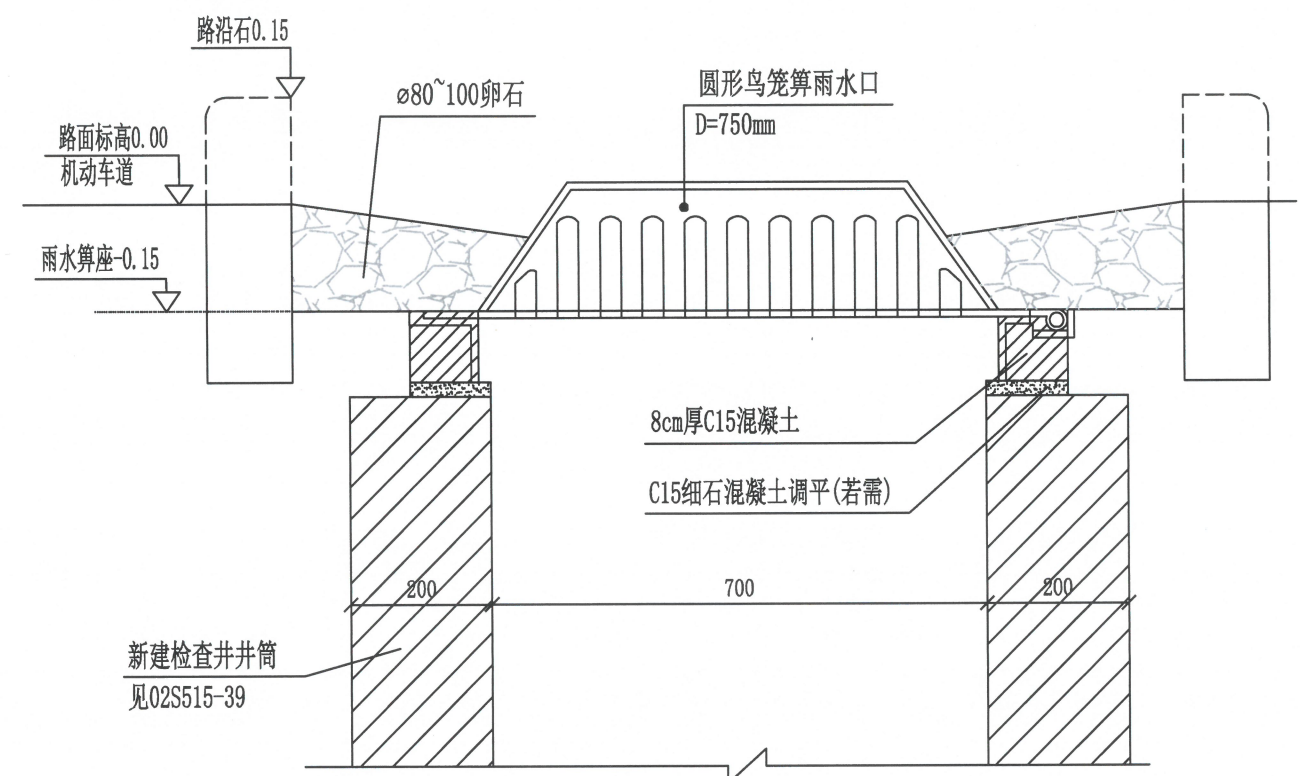 路沿石0.15
ø80~100卵石
圆形鸟笼箅雨水口
D=750mm
路面标高0.00
机动车道
雨水箅座-0.15
8cm厚C15混凝土
C15细石混凝土调平(若需)
200
700
200
新建检查井井筒
见02S515-39